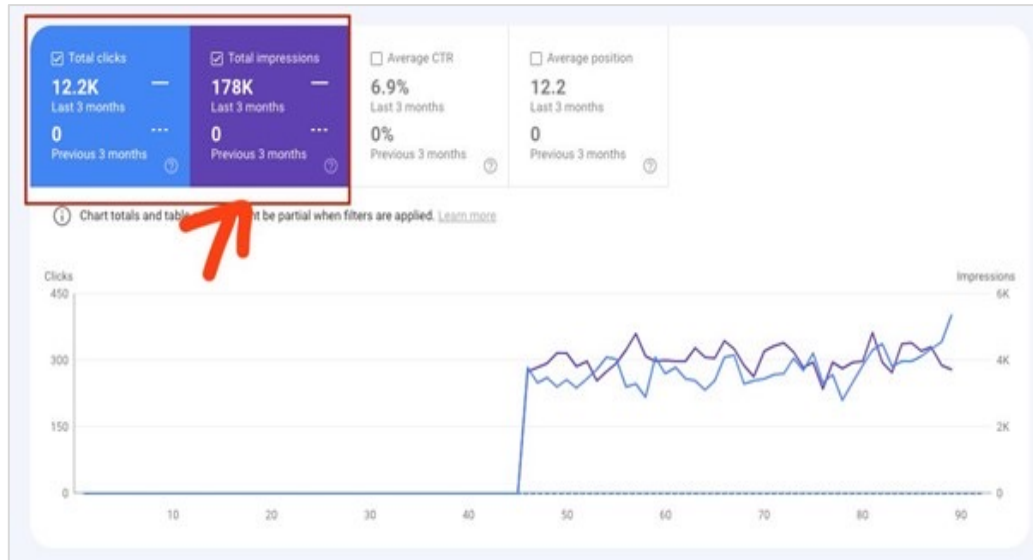 Total clicks
12.2K
Last 3 months
0
Previous 3 months
Total impressions
178K
Last 3 months
0
Previous 3 months
Average CTR
6.9%
Last 3 months
0%
Previous 3 months
Average position
12.2
Last 3 months
0
Previous 3 months
Chart totals and table be partial when filters are applied. Learn more
Clicks
Impressions
450
300
150
0
6K
4K
2K
0
10 20 30 40 50 60 70 80 90